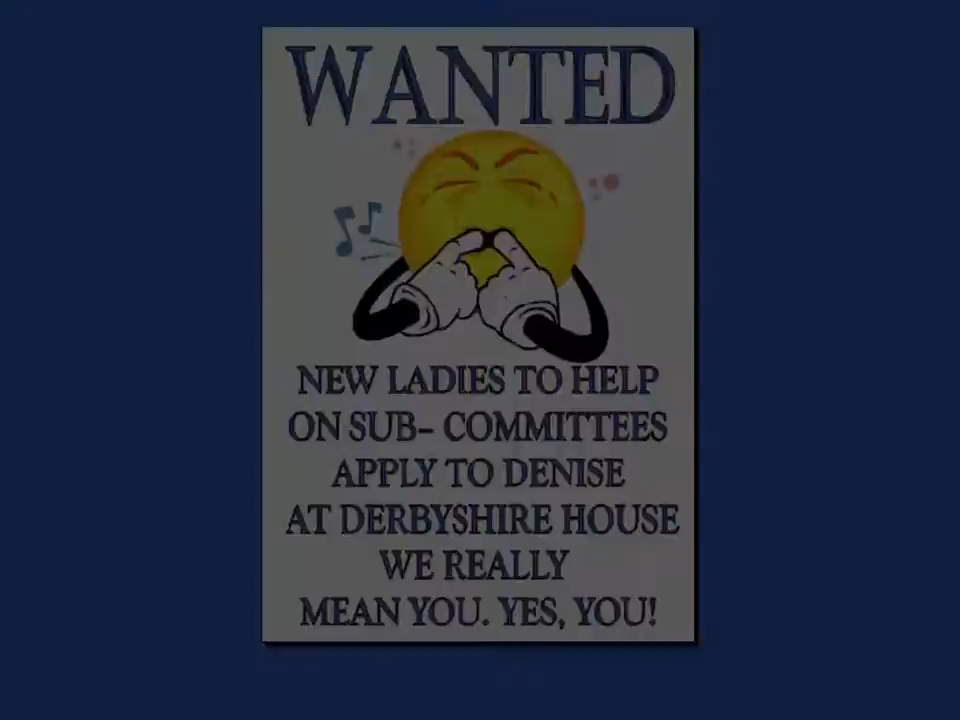 WANTED
NEW LADIES TO HELP
ON SUB- COMMITTEES
APPLY TO DENISE
AT DERBYSHIRE HOUSE
WE REALLY
MEAN YOU. YES, YOU!